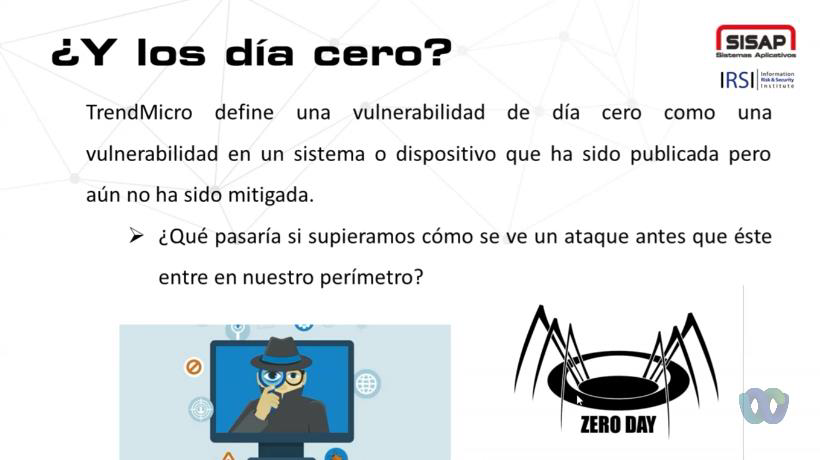 ¿Y los día cero?
SISAP
Sistemas Aplicativos
IRSI Information
Risk & Security
Institute
TrendMicro define una vulnerabilidad de día cero como una
vulnerabilidad en un sistema o dispositivo que ha sido publicada pero
aún no ha sido mitigada.
¿Qué pasaría si supieramos cómo se ve un ataque antes que éste
entre en nuestro perímetro?
ZERO DAY